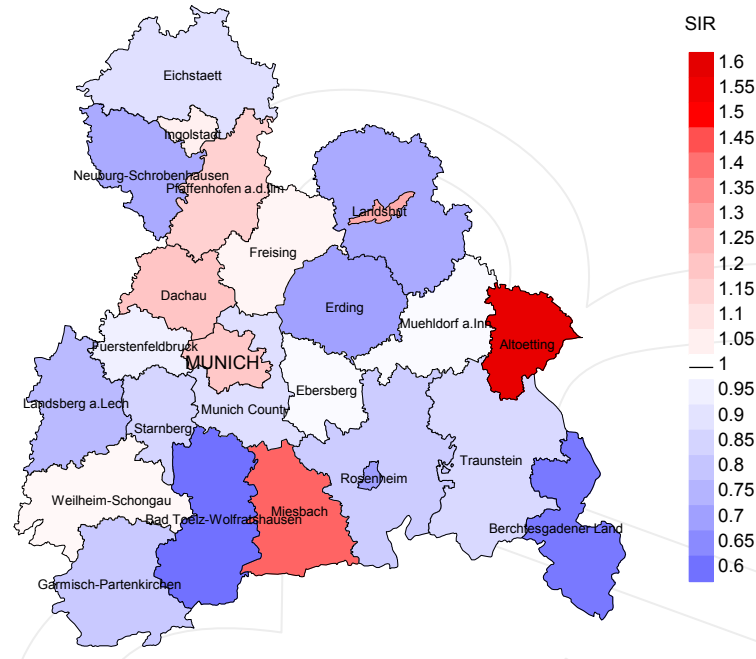 SIR
Eichstaett
Ingolstadt
Neuburg-Schrobenhausen
Pfaffenhofen a.d.Ilm
Landshut
Freising
Dachau
Erding
Muehldorf a.Inn
Altoetting
Fuerstenfeldbruck
MUNICH
Ebersberg
Landsberg a.Lech
Munich County
Starnberg
Traunstein
Rosenheim
Weilheim-Schongau
Miesbach
Bad Toelz-Wolfratshausen
Berchtesgadener Land
Garmisch-Partenkirchen
1.6
1.55
1.5
1.45
1.4
1.35
1.3
1.25
1.2
1.15
1.1
1.05
1
0.95
0.9
0.85
0.8
0.75
0.7
0.65
0.6